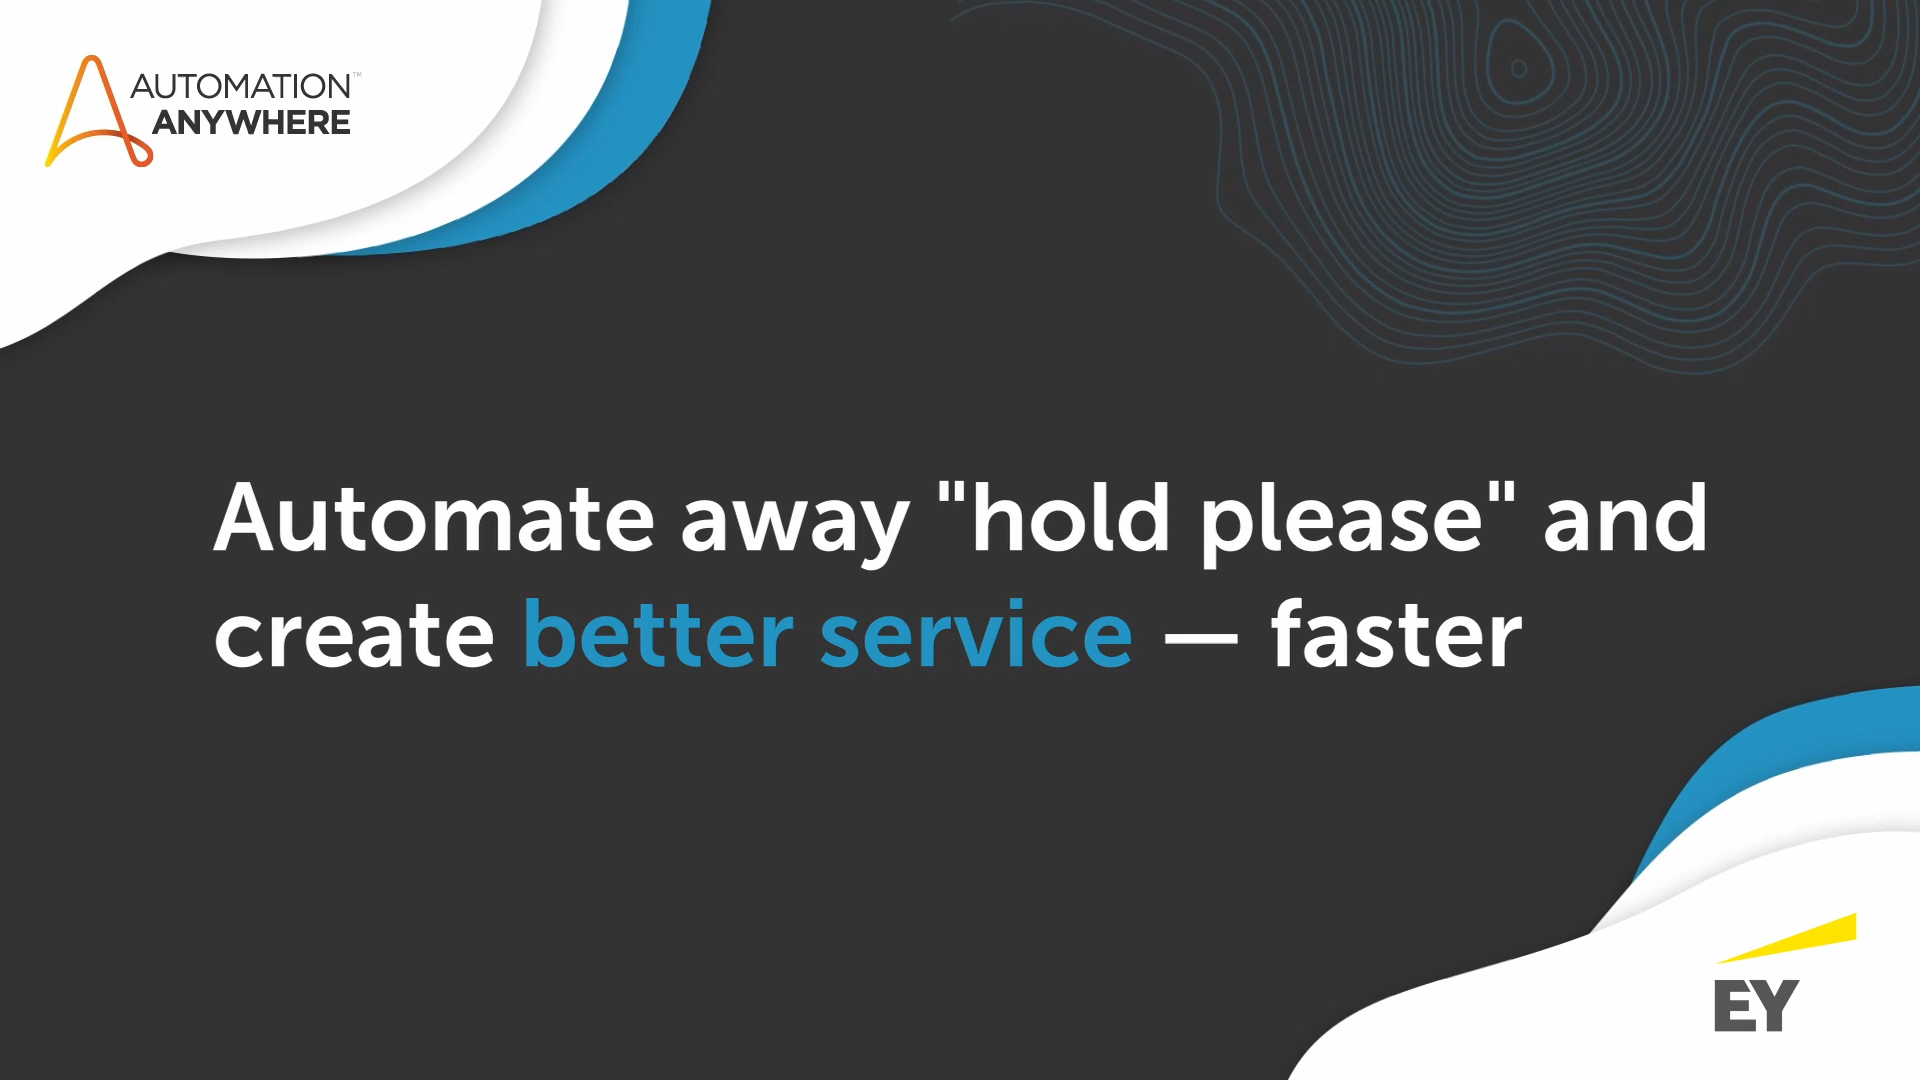 AUTOMATION™
ANYWHERE
Automate away "hold please" and
create better service — faster
EY